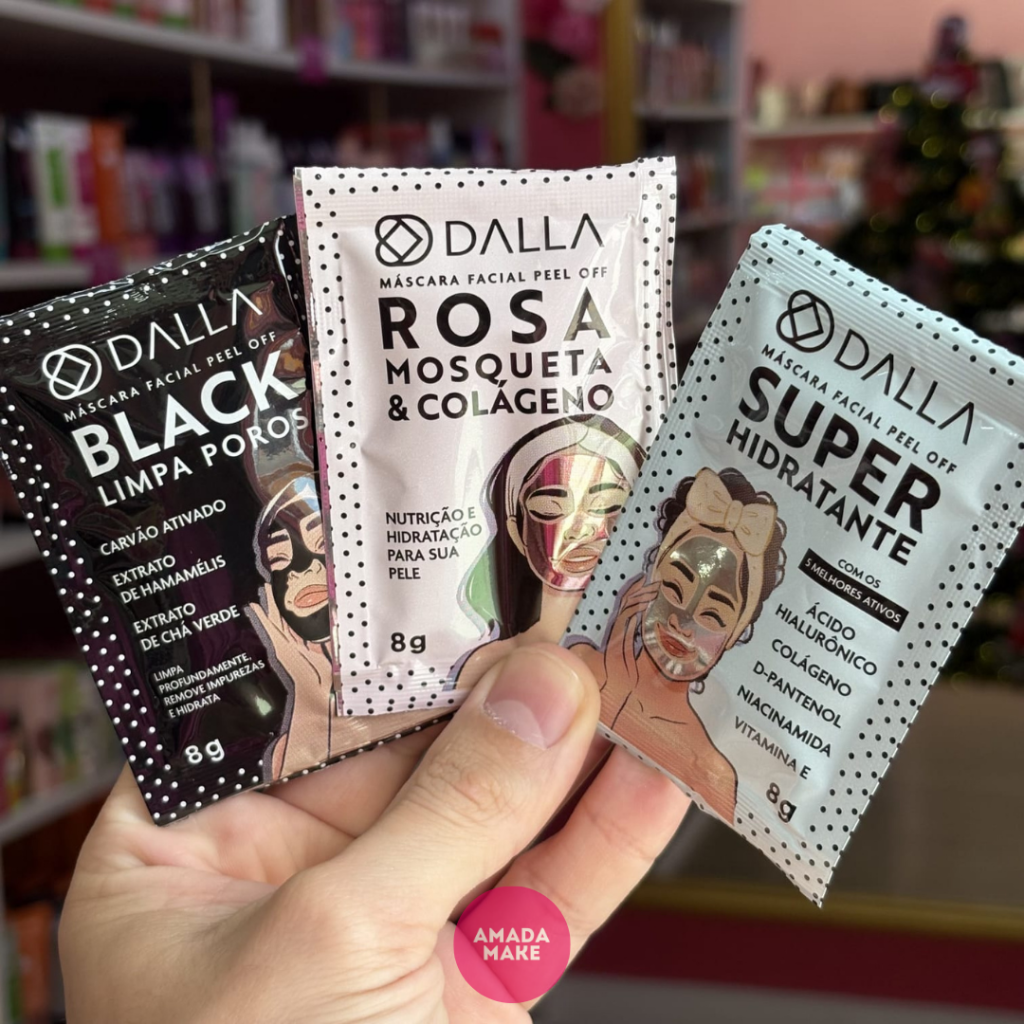 DALLA
MÁSCARA FACIAL PEEL OFF
BLACK
LIMPA POROS
CARVÃO ATIVADO
EXTRATO
DE HAMAMÉLIS
EXTRATO
DE CHÁ VERDE
LIMPA
PROFUNDAMENTE,
REMOVE IMPUREZAS
E HIDRATA
8g
DALLA
MÁSCARA FACIAL PEEL OFF
ROSA
MOSQUETA
& COLÁGENO
NUTRIÇÃO E
HIDRATAÇÃO
PARA SUA
PELE
8g
DALLA
MÁSCARA FACIAL PEEL OFF
SUPER
HIDRATANTE
COM OS
5 MELHORES ATIVOS
ÁCIDO
HIALURÔNICO
COLÁGENO
D-PANTENOL
NIACINAMIDA
VITAMINA E
8g
AMADA
MAKE